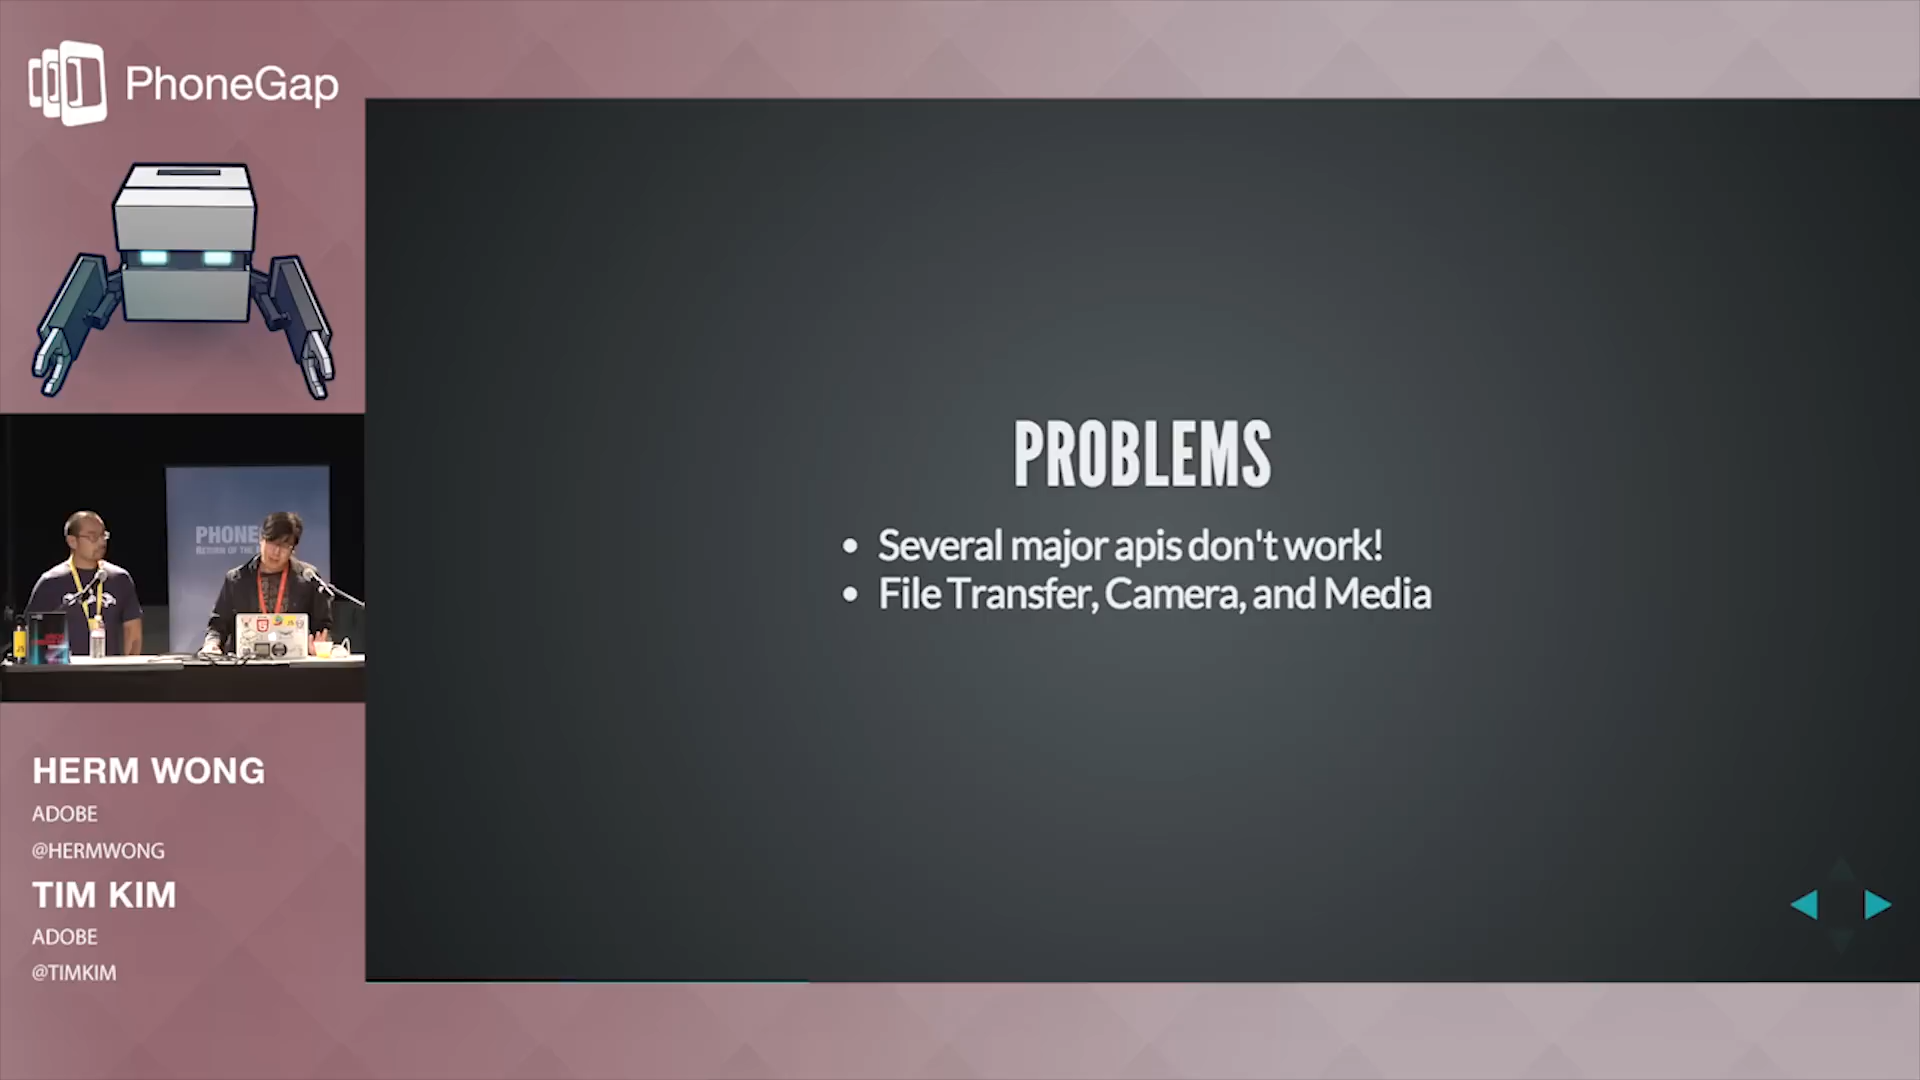 PhoneGap
PROBLEMS
• Several major apis don't work!
• File Transfer, Camera, and Media
PHONE
HERM WONG
ADOBE
@HERMWONG
TIM KIM
ADOBE
@TIMKIM